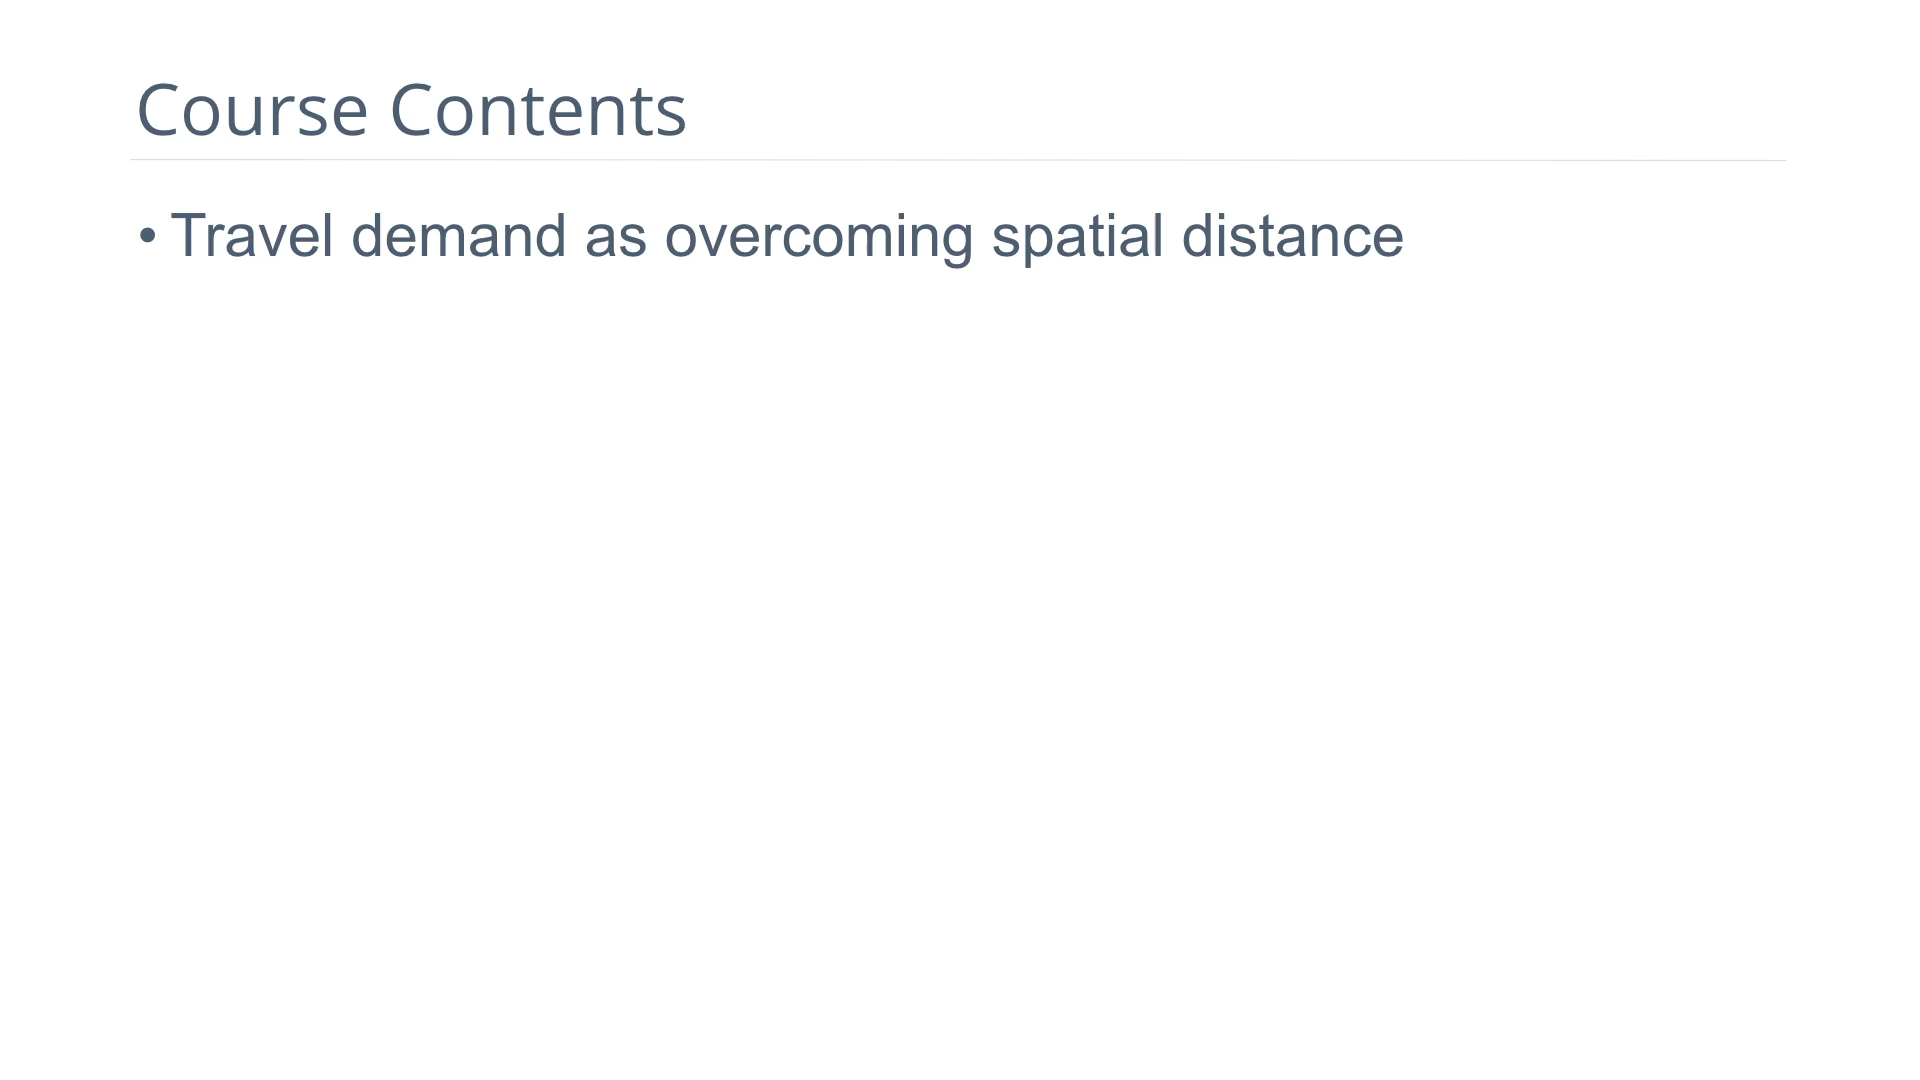 Course Contents
• Travel demand as overcoming spatial distance